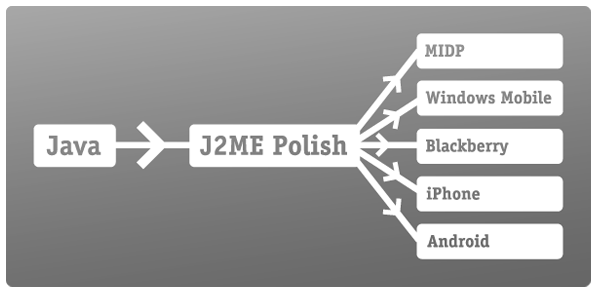 Java
J2ME Polish
MIDP
Windows Mobile
Blackberry
iPhone
Android